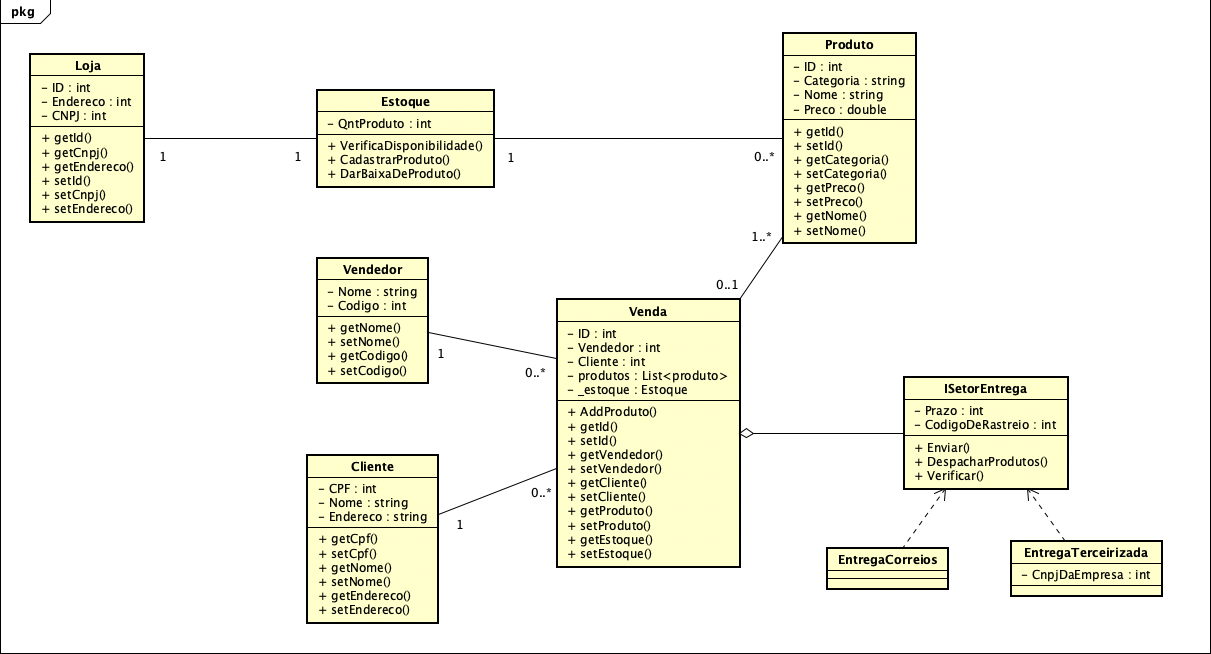 pkg
Loja
- ID : int
- Endereco : int
- CNPJ : int
+ getId()
+ getCnpj()
+ getEndereco()
+ setId()
+ setCnpj()
+ setEndereco()
1
1
Estoque
- QntProduto : int
+ VerificaDisponibilidade()
+ CadastrarProduto()
+ DarBaixaDeProduto()
1
0..*
Produto
- ID : int
- Categoria : string
- Nome : string
- Preco : double
+ getId()
+ setId()
+ getCategoria()
+ setCategoria()
+ getPreco()
+ setPreco()
+ getNome()
+ setNome()
1..*
0..1
Vendedor
- Nome : string
- Codigo : int
+ getNome()
+ setNome()
+ getCodigo()
+ setCodigo()
1
0..*
Venda
- ID : int
- Vendedor : int
- Cliente : int
- produtos : List<produto>
- _estoque : Estoque
+ AddProduto()
+ getId()
+ setId()
+ getVendedor()
+ setVendedor()
+ getCliente()
+ setCliente()
+ getProduto()
+ setProduto()
+ getEstoque()
+ setEstoque()
Cliente
- CPF : int
- Nome : string
- Endereco : string
+ getCpf()
+ setCpf()
+ getNome()
+ setNome()
+ getEndereco()
+ setEndereco()
1
0..*
ISetorEntrega
- Prazo : int
- CodigoDeRastreio : int
+ Enviar()
+ DespacharProdutos()
+ Verificar()
EntregaCorreios
EntregaTerceirizada
- CnpjDaEmpresa : int